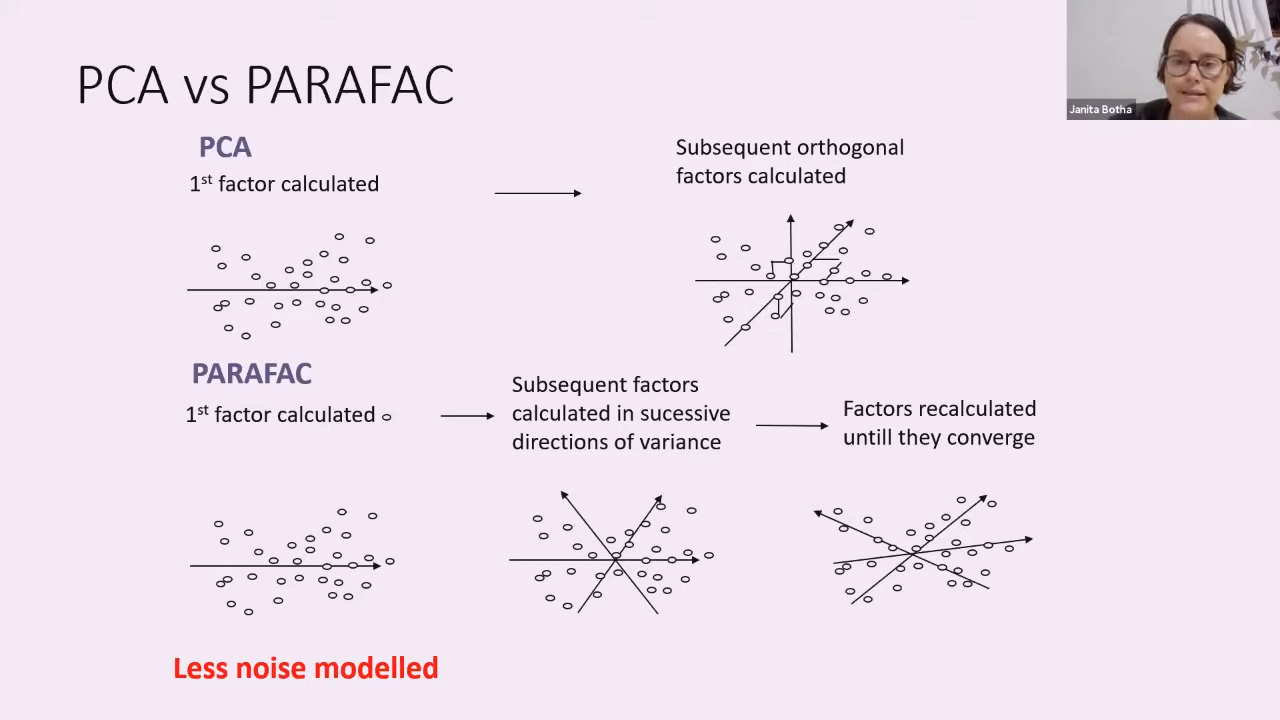 PCA vs PARAFAC
Janita Botha
PCA
1st factor calculated
Subsequent orthogonal
factors calculated
PARAFAC
1st factor calculated
Subsequent factors
calculated in sucessive
directions of variance
Factors recalculated
untill they converge
Less noise modelled